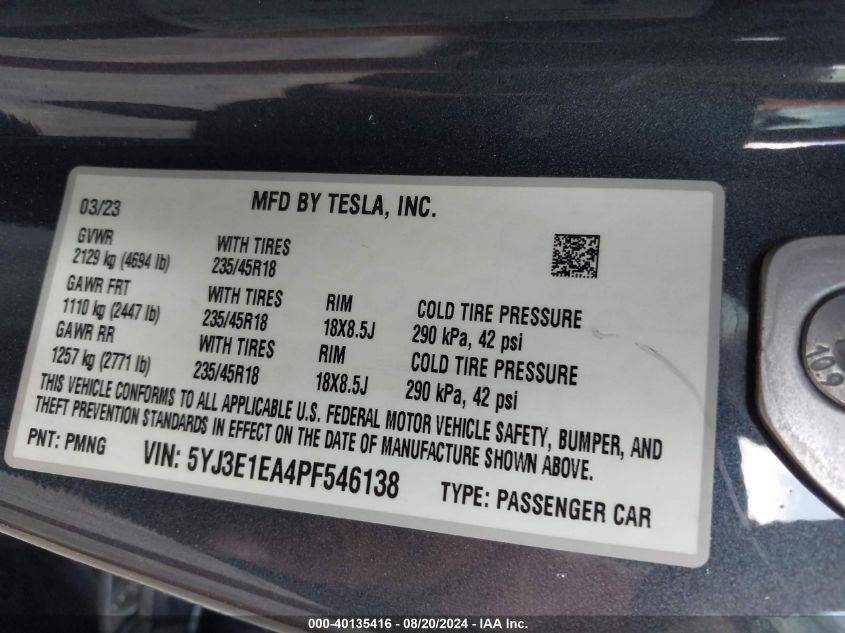 03/23 MFD BY TESLA, INC.
GVWR WITH TIRES
2129 kg (4694 lb) 235/45R18
GAWR FRT WITH TIRES RIM COLD TIRE PRESSURE
1110 kg (2447 lb) 235/45R18 18X8.5J 290 kPa, 42 psi
GAWR RR WITH TIRES RIM COLD TIRE PRESSURE
1257 kg (2771 lb) 235/45R18 18X8.5J 290 kPa, 42 psi
THIS VEHICLE CONFORMS TO ALL APPLICABLE U.S. FEDERAL MOTOR VEHICLE SAFETY, BUMPER, AND
THEFT PREVENTION STANDARDS IN EFFECT ON THE DATE OF MANUFACTURE SHOWN ABOVE.
PNT: PMNG VIN: 5YJ3E1EA4PF546138 TYPE: PASSENGER CAR
10.9
000-40135416 - 08/20/2024 - IAA Inc.